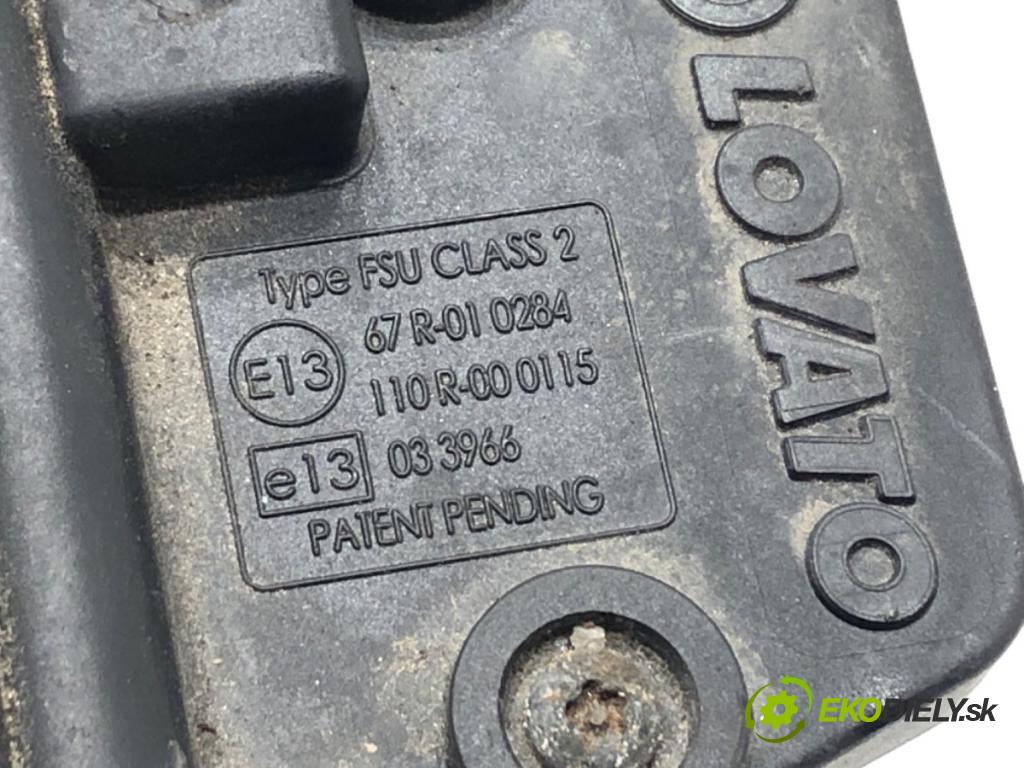 LOVATO
Type FSU CLASS 2
E13
67 R-01 0284
110 R-00 0115
e13
03 3966
PATENT PENDING
EKODIELY.sk